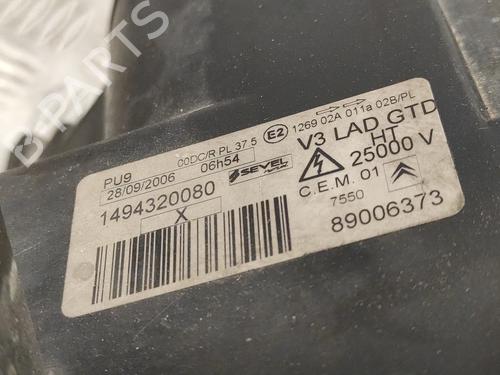 B PARTS
PU9 00DC/R PL 37.5 E2 1269 02A 011a 02B/PL
28/09/2006 06h54 SEVEL V3 LAD GTD
1494320080 HT
X 25000 V
C.E.M. 01
7550
89006373